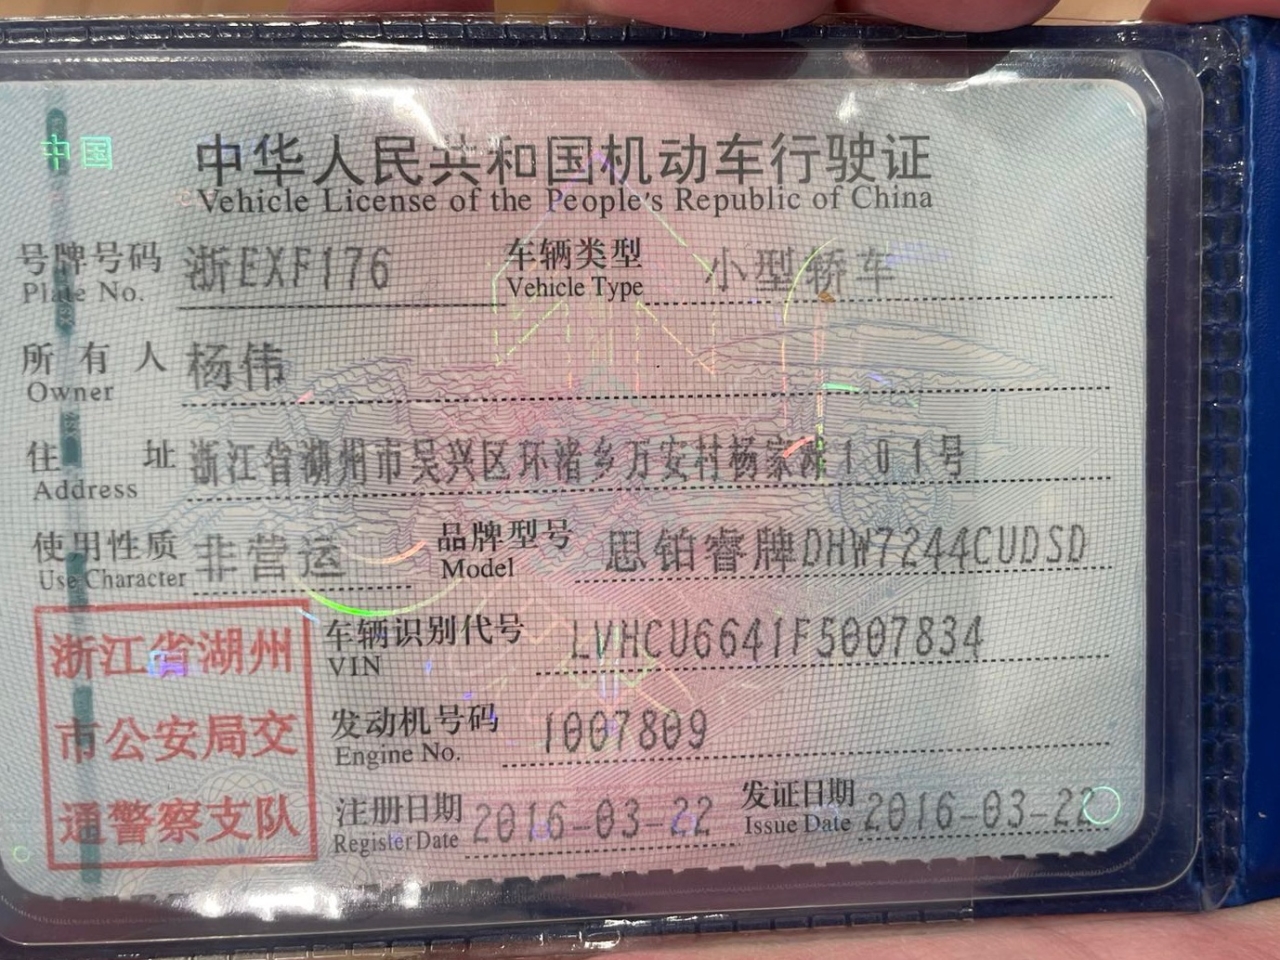 中国
中华人民共和国机动车行驶证
Vehicle License of the People's Republic of China
号牌号码 浙EXF176 车辆类型 小型轿车
Plate No. Vehicle Type
所有人 杨伟
Owner
住址 浙江省湖州市吴兴区环渚乡万安村杨家滩101号
Address
使用性质 非营运 品牌型号 思铂睿牌DHW7244CUDSD
Use Character Model
浙江省湖州
市公安局交
通警察支队
车辆识别代号 LVHCU6641F5007834
VIN
发动机号码 1007809
Engine No.
注册日期 2016-03-22 发证日期 2016-03-22
Register Date Issue Date